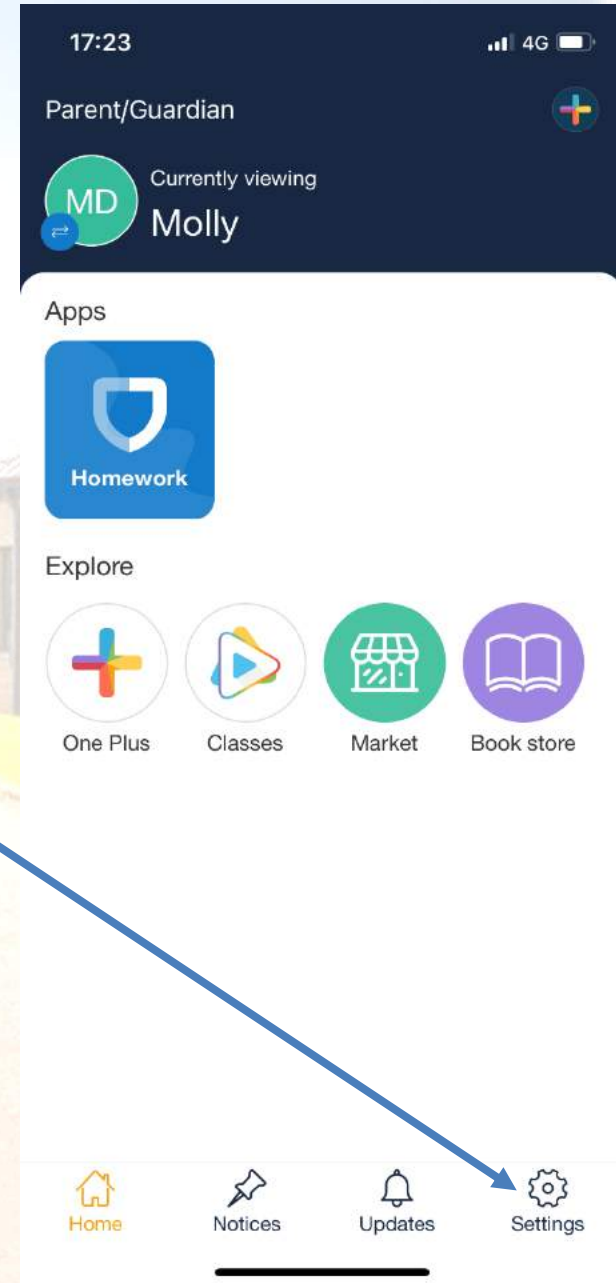 17:23 4G
Parent/Guardian
MD
Currently viewing
Molly
Apps
Homework
Explore
One Plus Classes Market Book store
Home Notices Updates Settings